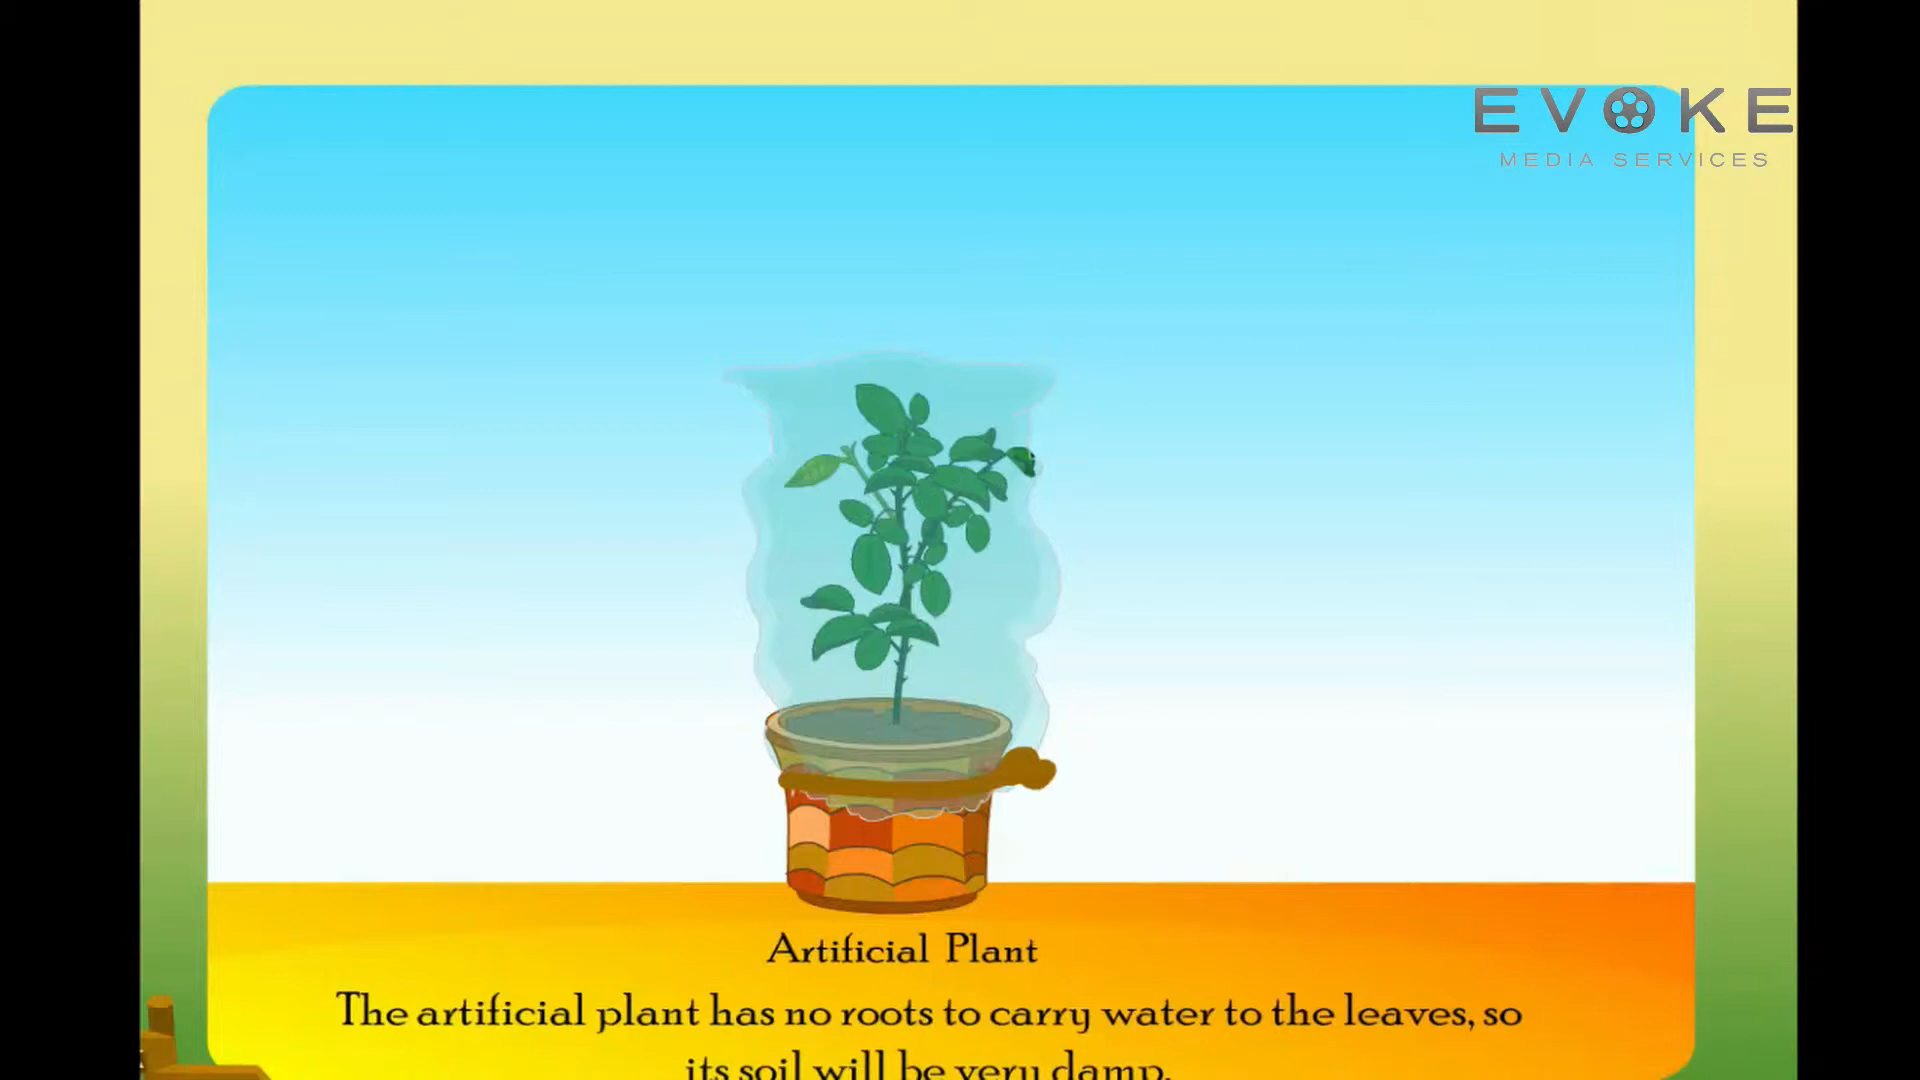 EVOKE
MEDIA SERVICES
Artificial Plant
The artificial plant has no roots to carry water to the leaves, so
its soil will be very damp.